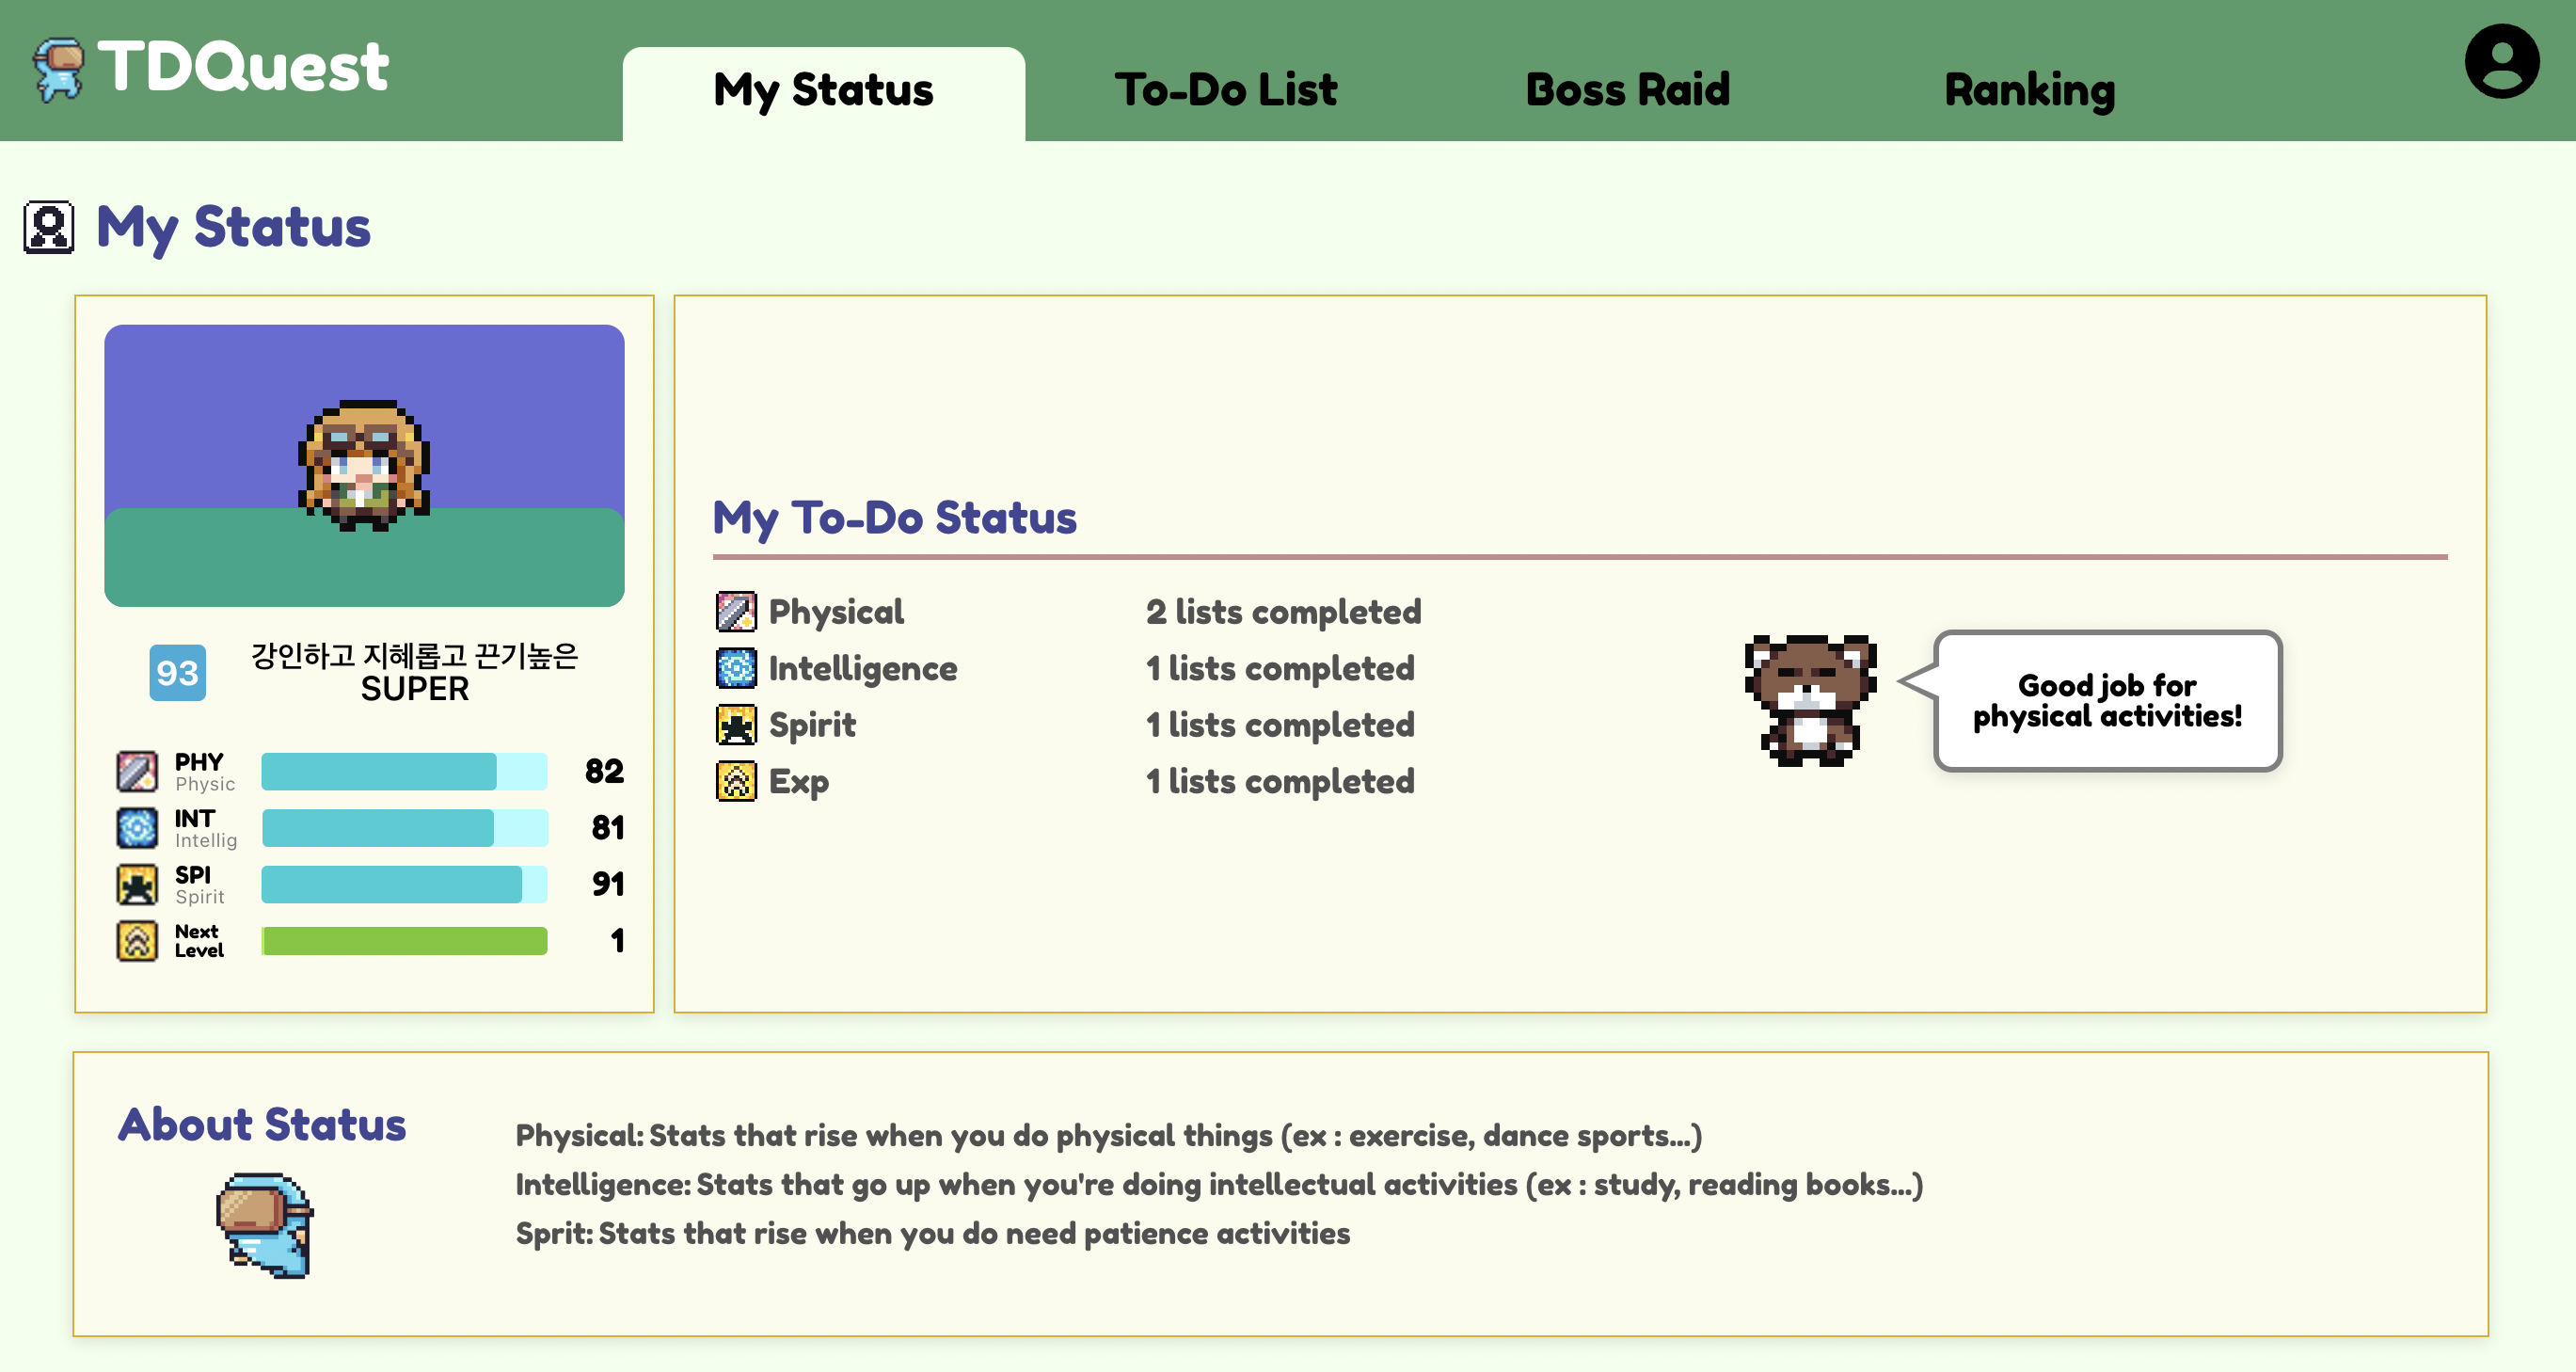 TDQuest
My Status
To-Do List
Boss Raid
Ranking
My Status
93
강인하고 지혜롭고 끈기높은
SUPER
PHY
Physic
82
INT
Intellig
81
SPI
Spirit
91
Next
Level
1
My To-Do Status
Physical 2 lists completed
Intelligence 1 lists completed
Spirit 1 lists completed
Exp 1 lists completed
Good job for
physical activities!
About Status
Physical: Stats that rise when you do physical things (ex : exercise, dance sports...)
Intelligence: Stats that go up when you're doing intellectual activities (ex : study, reading books...)
Sprit: Stats that rise when you do need patience activities